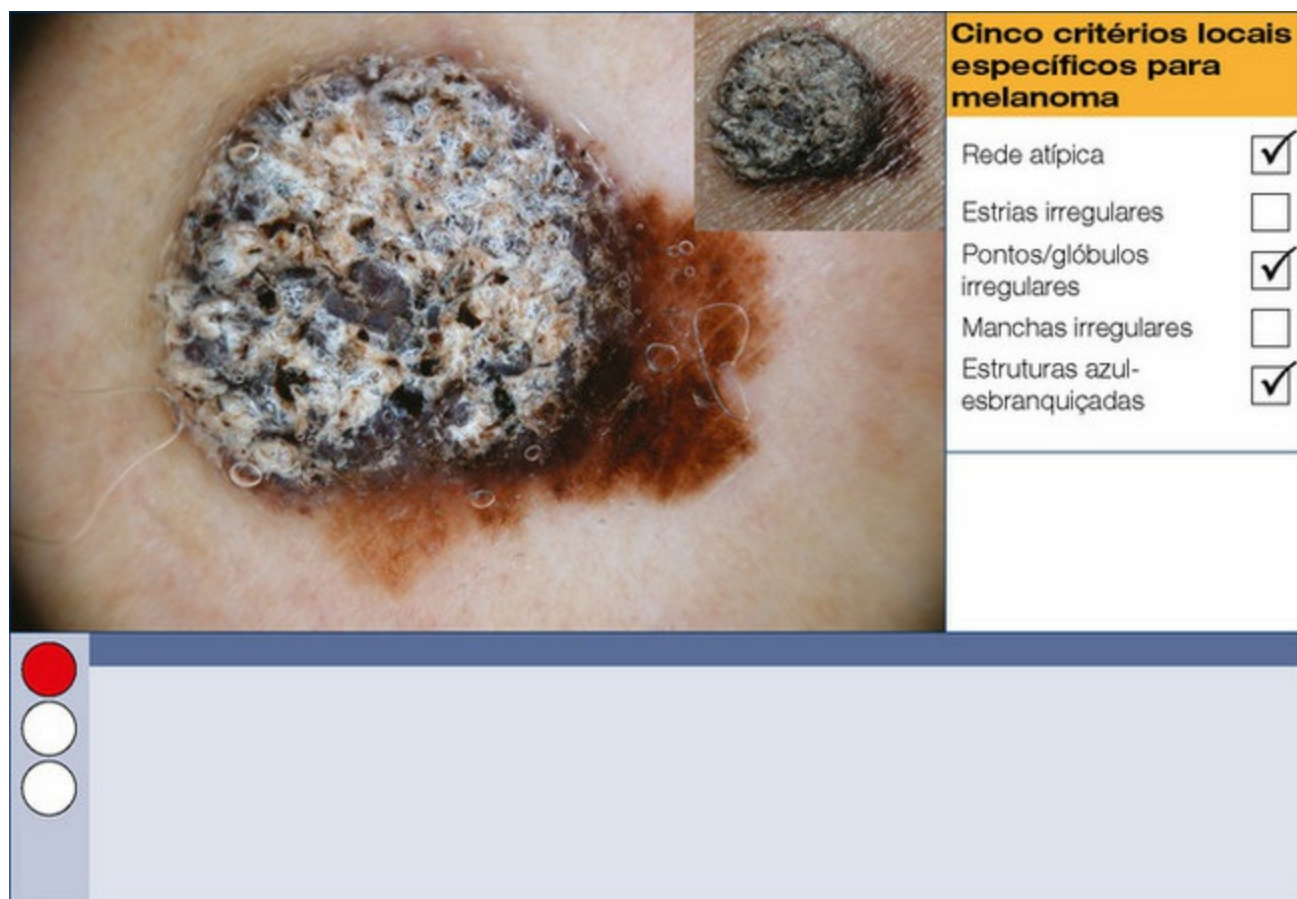 Cinco critérios locais
específicos para
melanoma
Rede atípica
Estrias irregulares
Pontos/glóbulos
irregulares
Manchas irregulares
Estruturas azul-
esbranquiçadas